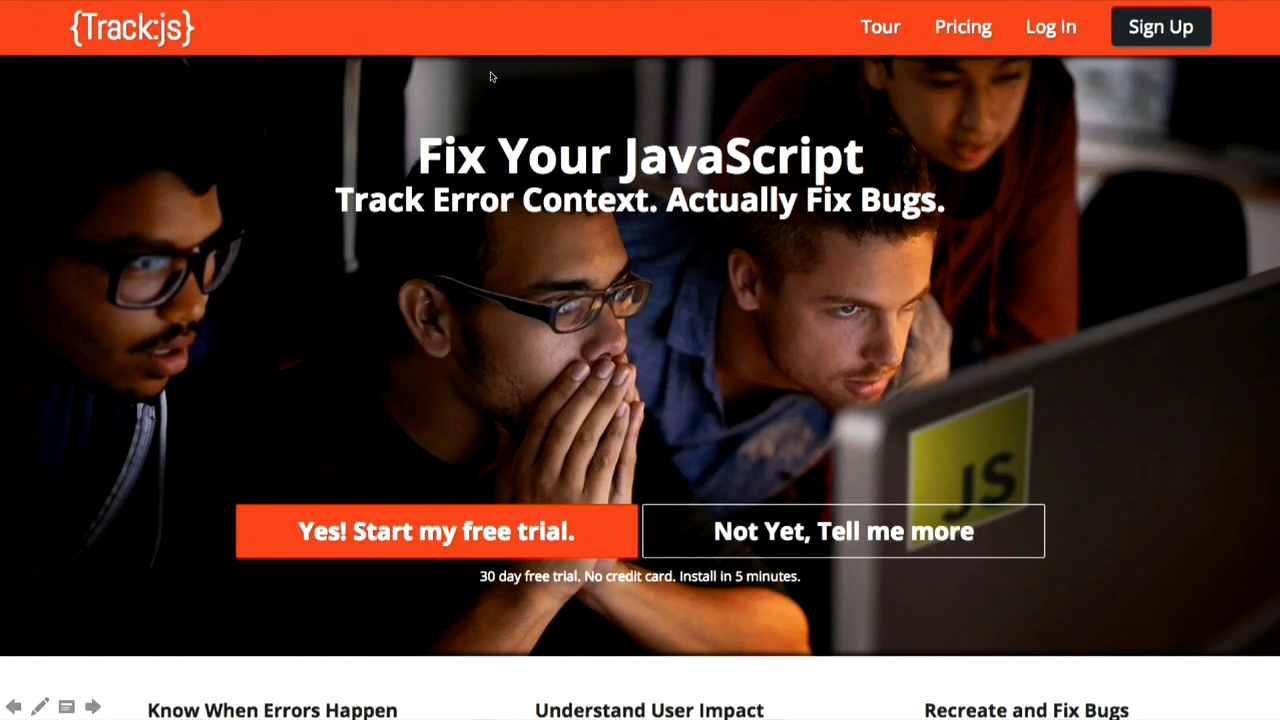 {Track:js}
Tour
Pricing
Log In
Sign Up
Fix Your JavaScript
Track Error Context. Actually Fix Bugs.
JS
Yes! Start my free trial.
Not Yet, Tell me more
30 day free trial. No credit card. Install in 5 minutes.
Know When Errors Happen
Understand User Impact
Recreate and Fix Bugs